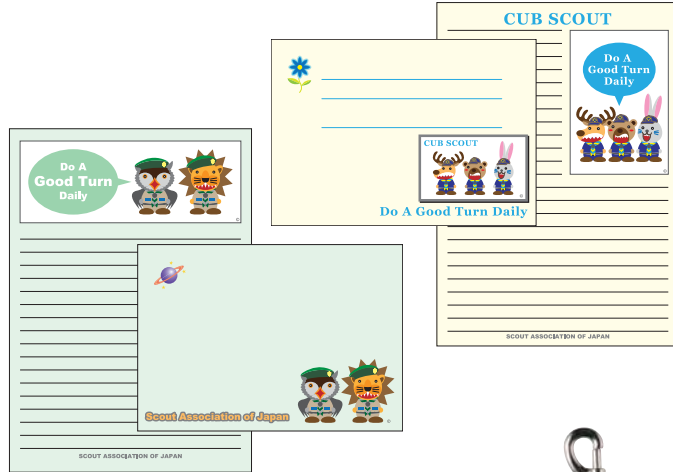 CUB SCOUT
Do A
Good Turn
Daily
SCOUT ASSOCIATION OF JAPAN
CUB SCOUT
Do A Good Turn Daily
Do A
Good Turn
Daily
SCOUT ASSOCIATION OF JAPAN
Scout Association of Japan